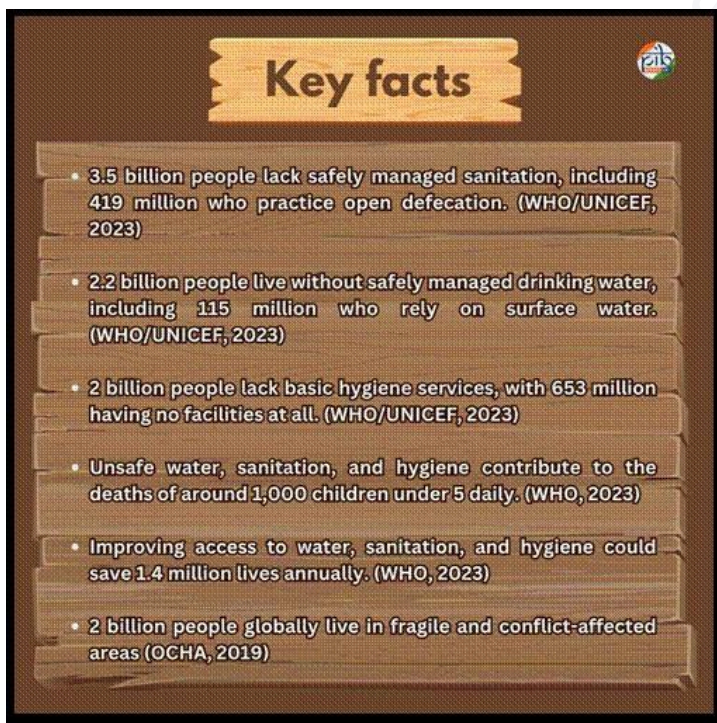 Key facts
pib
• 3.5 billion people lack safely managed sanitation, including
419 million who practice open defecation. (WHO/UNICEF,
2023)
• 2.2 billion people live without safely managed drinking water,
including 115 million who rely on surface water.
(WHO/UNICEF, 2023)
• 2 billion people lack basic hygiene services, with 653 million
having no facilities at all. (WHO/UNICEF, 2023)
• Unsafe water, sanitation, and hygiene contribute to the
deaths of around 1,000 children under 5 daily. (WHO, 2023)
• Improving access to water, sanitation, and hygiene could
save 1.4 million lives annually. (WHO, 2023)
• 2 billion people globally live in fragile and conflict-affected
areas (OCHA, 2019)